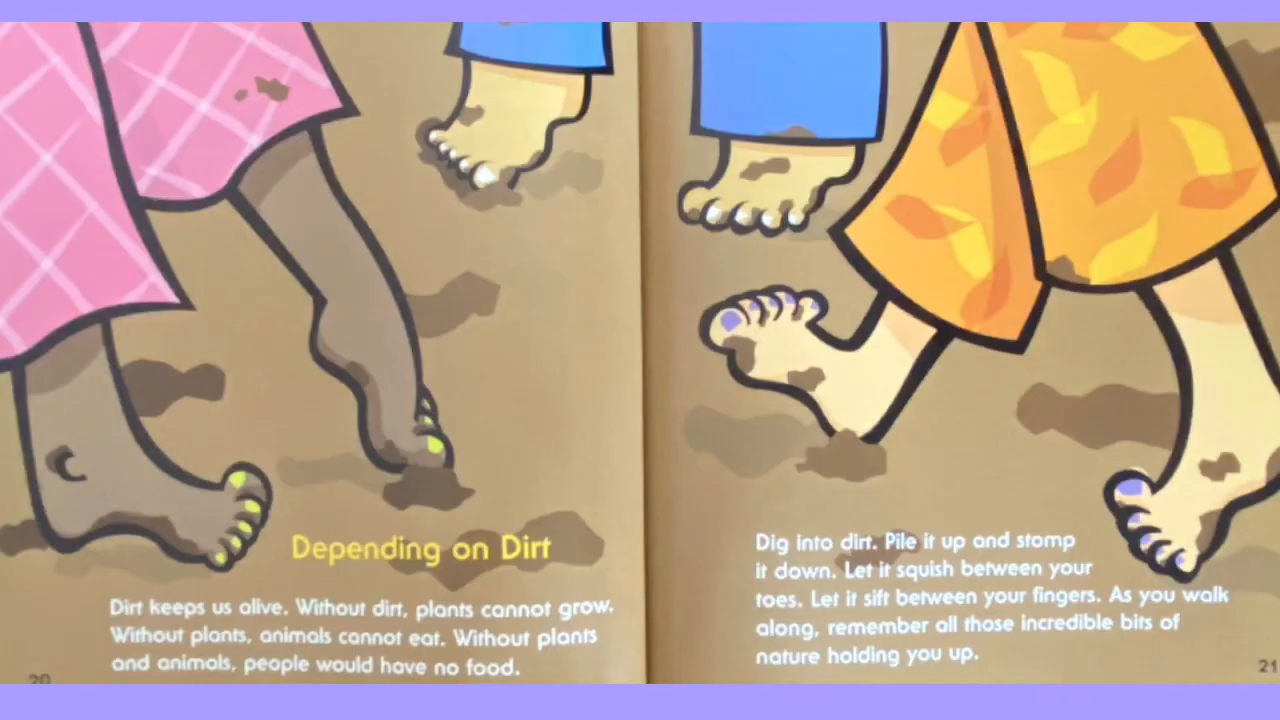 Depending on Dirt
Dirt keeps us alive. Without dirt, plants cannot grow.
Without plants, animals cannot eat. Without plants
and animals, people would have no food.
20
Dig into dirt. Pile it up and stomp
it down. Let it squish between your
toes. Let it sift between your fingers. As you walk
along, remember all those incredible bits of
nature holding you up.
21